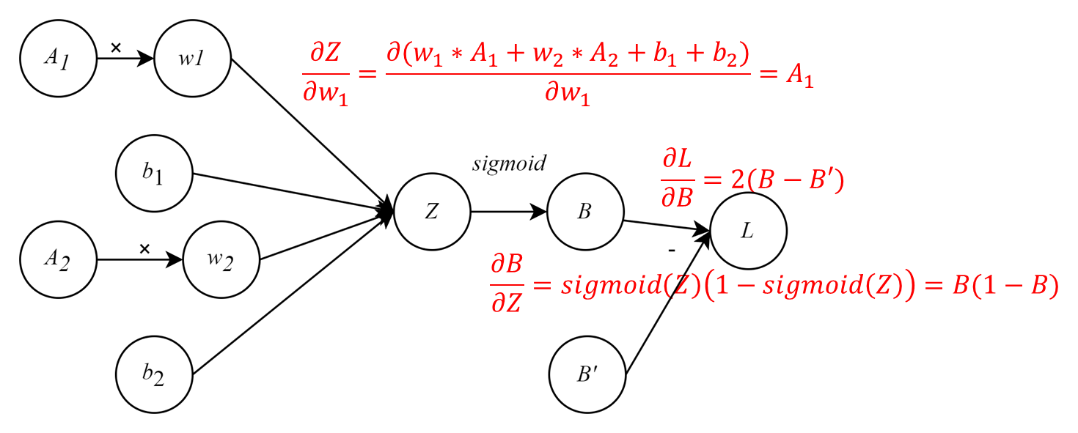 A₁ × w1
∂Z/∂w₁ = ∂(w₁ * A₁ + w₂ * A₂ + b₁ + b₂)/∂w₁ = A₁
b₁
sigmoid
∂L/∂B = 2(B − B′)
Z
B
L
A₂ × w₂
-
∂B/∂Z = sigmoid(Z)(1 − sigmoid(Z)) = B(1 − B)
b₂
B'